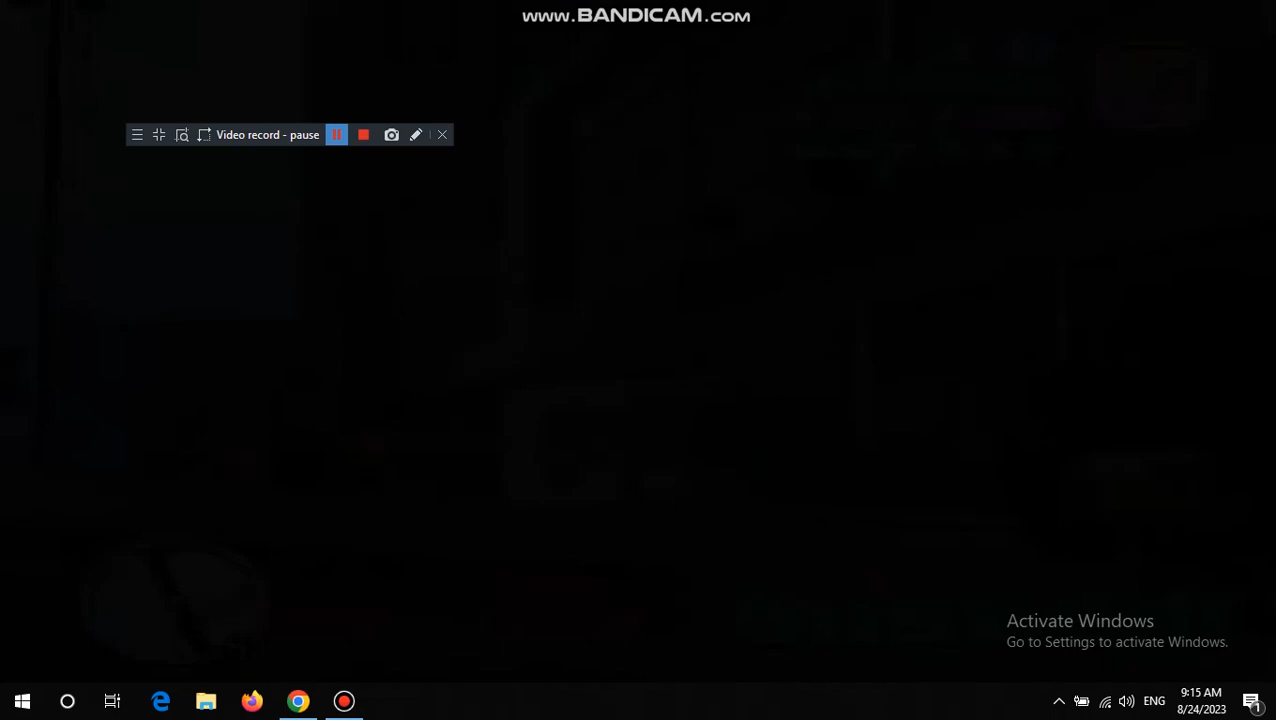 www.BANDICAM.com
Video record - pause
Activate Windows
Go to Settings to activate Windows.
ENG
9:15 AM
8/24/2023
1